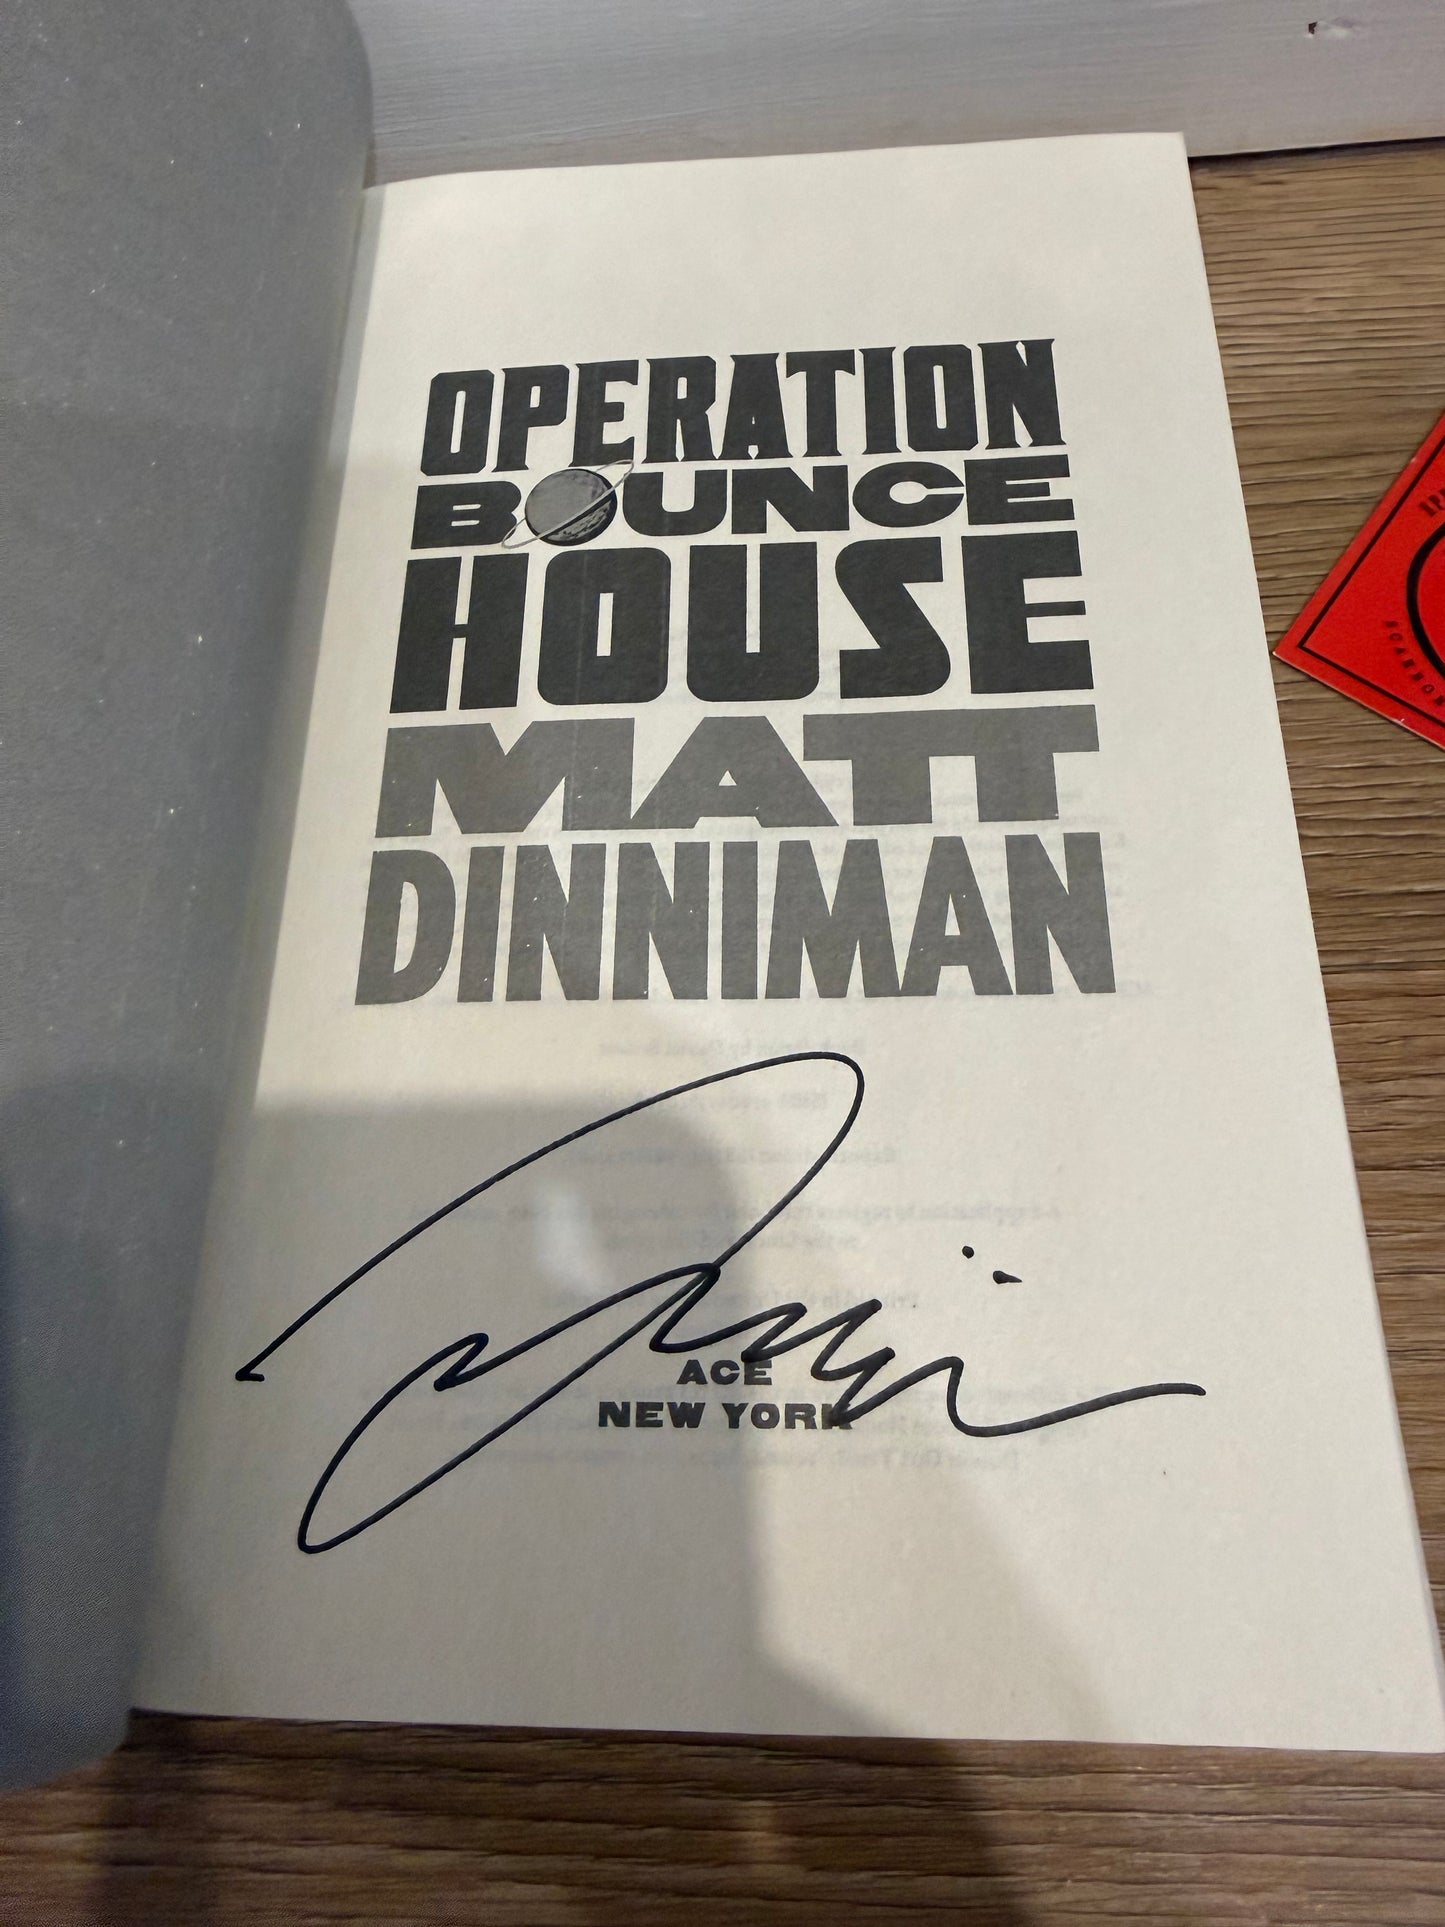 OPERATION
BOUNCE
HOUSE
MATT
DINNIMAN
ACE
NEW YORK